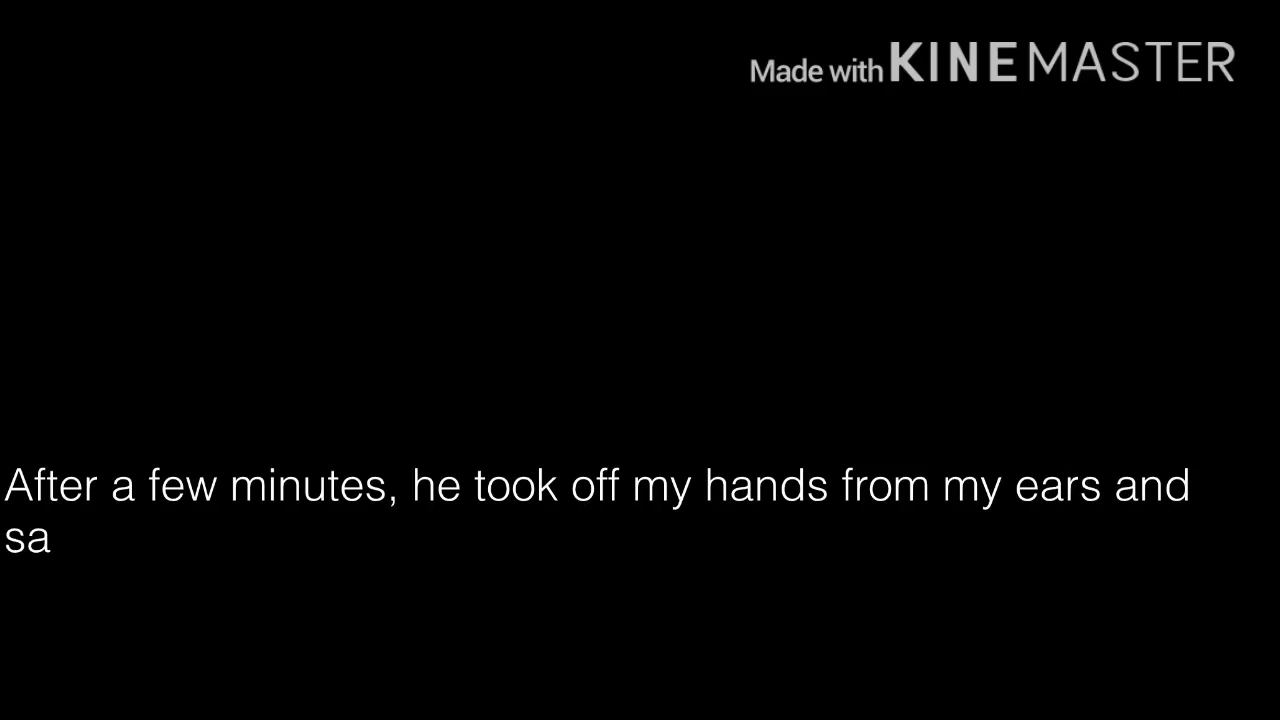 Made with KINEMASTER
After a few minutes, he took off my hands from my ears and
sa